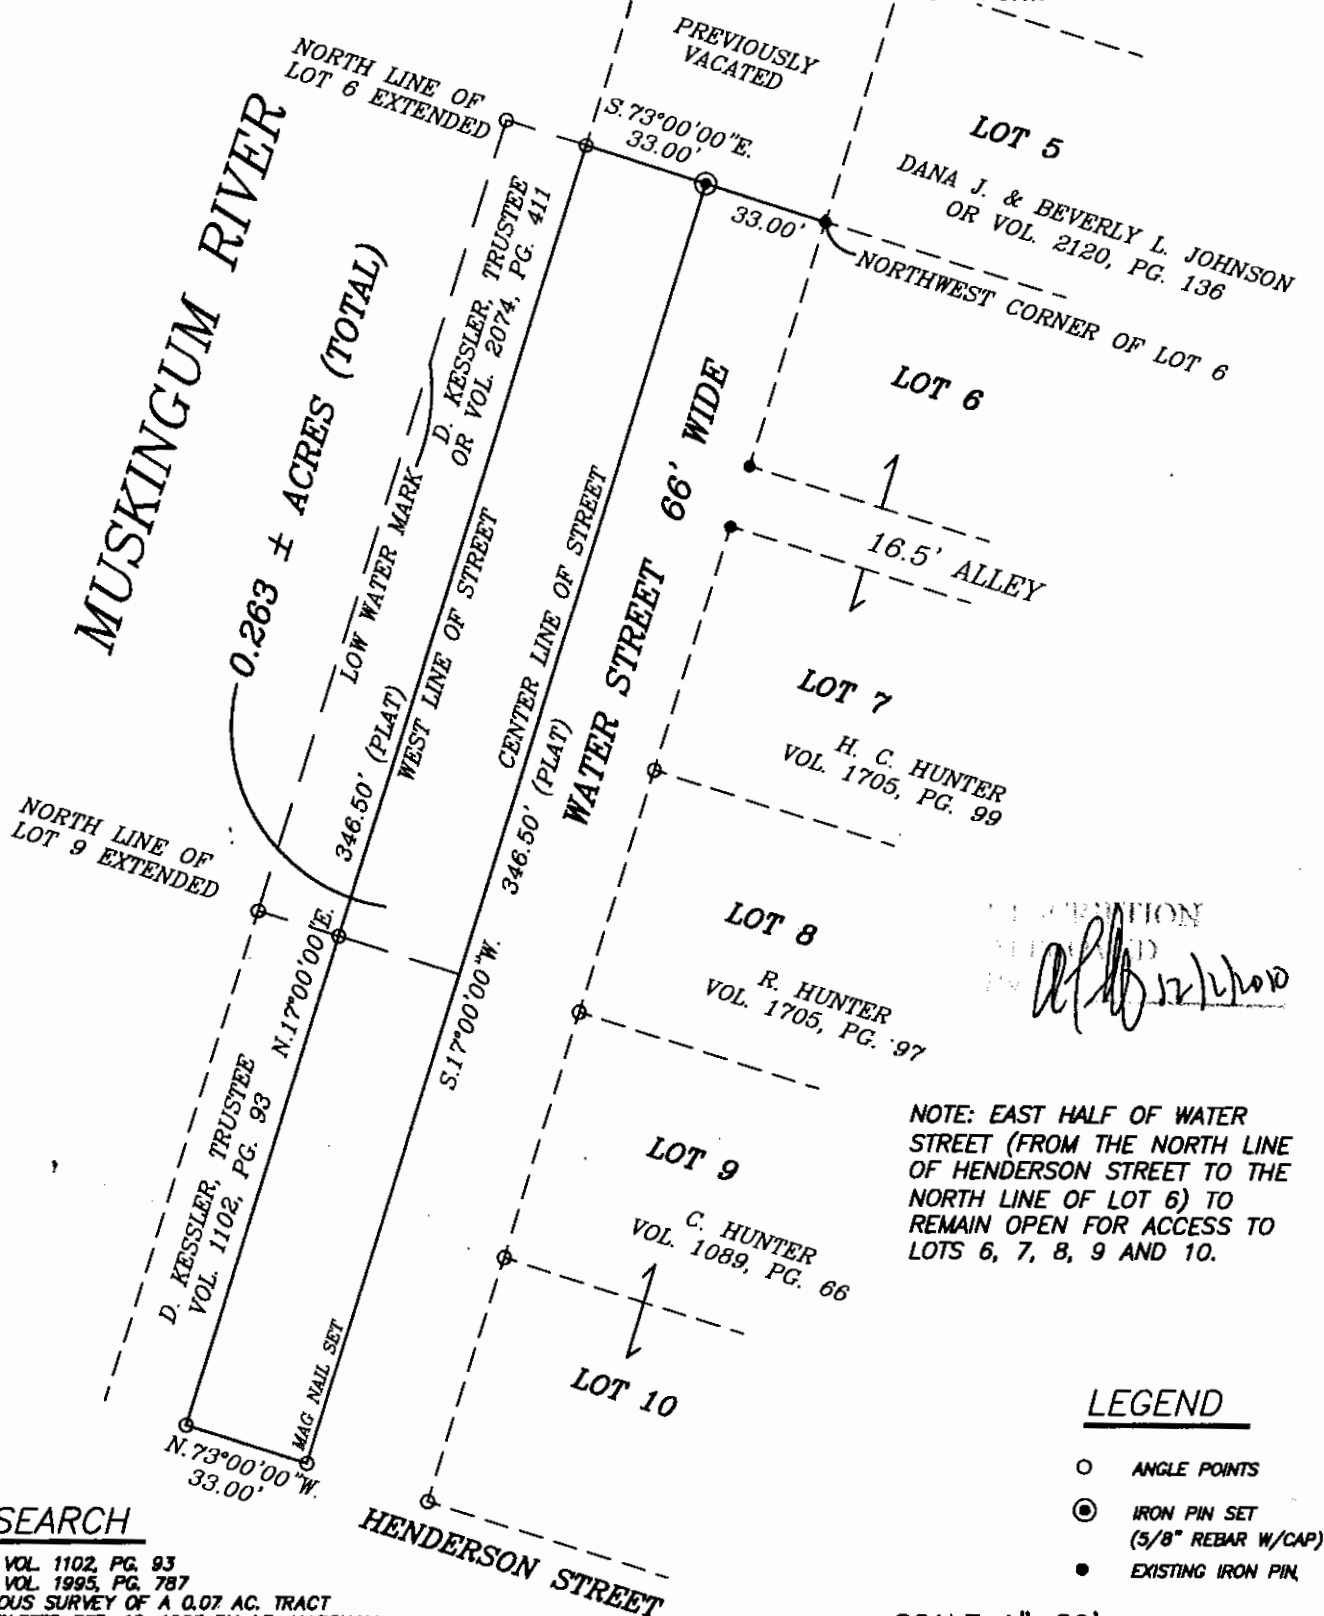 PREVIOUSLY
VACATED
NORTH LINE OF
LOT 6 EXTENDED
S.73°00'00"E.
33.00'
33.00'
LOT 5
DANA J. & BEVERLY L. JOHNSON
OR VOL. 2120, PG. 136
NORTHWEST CORNER OF LOT 6
MUSKINGUM RIVER
0.263 ± ACRES (TOTAL)
D. KESSLER, TRUSTEE
OR VOL. 2074, PG. 411
LOW WATER MARK
346.50' (PLAT)
WEST LINE OF STREET
CENTER LINE OF STREET
346.50' (PLAT)
WATER STREET 66' WIDE
LOT 6
16.5' ALLEY
LOT 7
H. C. HUNTER
VOL. 1705, PG. 99
NORTH LINE OF
LOT 9 EXTENDED
N.17°00'00"E.
S.17°00'00"W.
LOT 8
R. HUNTER
VOL. 1705, PG. 97
DESCRIPTION
APPROVED
12/2/2010
D. KESSLER, TRUSTEE
VOL. 1102, PG. 93
LOT 9
C. HUNTER
VOL. 1089, PG. 66
NOTE: EAST HALF OF WATER
STREET (FROM THE NORTH LINE
OF HENDERSON STREET TO THE
NORTH LINE OF LOT 6) TO
REMAIN OPEN FOR ACCESS TO
LOTS 6, 7, 8, 9 AND 10.
LOT 10
MAG NAIL SET
N.73°00'00"W.
33.00'
HENDERSON STREET
LEGEND
ANGLE POINTS
IRON PIN SET
(5/8" REBAR W/CAP)
EXISTING IRON PIN
SEARCH
VOL. 1102, PG. 93
VOL. 1995, PG. 787
OUS SURVEY OF A 0.07 AC. TRACT